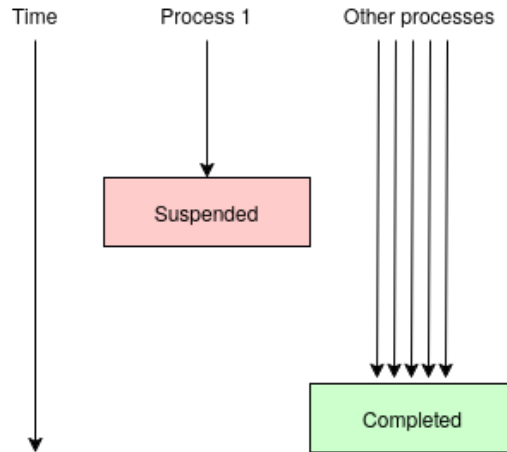 Time
Process 1
Other processes
Suspended
Completed